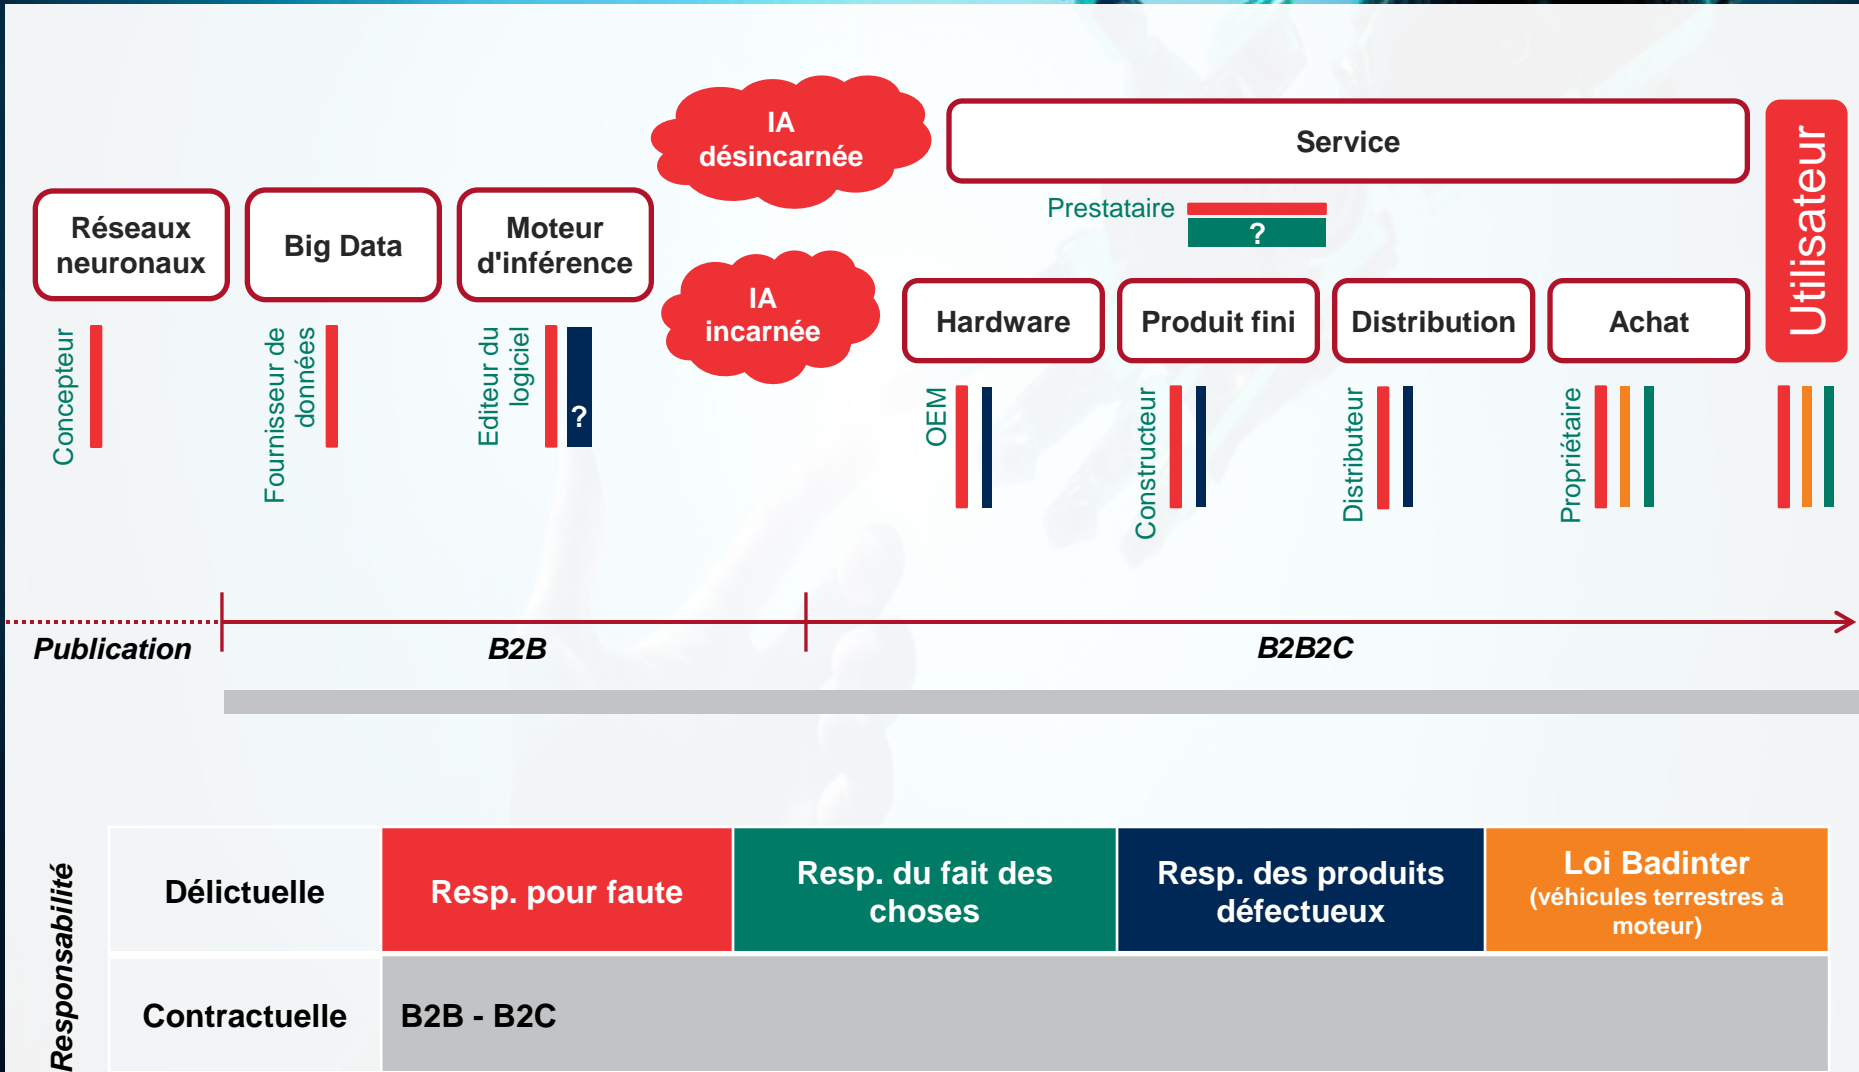 IA
désincarnée
Service
Utilisateur
Réseaux
neuronaux
Big Data
Moteur
d'inférence
Prestataire
?
IA
incarnée
Hardware
Produit fini
Distribution
Achat
Concepteur
Fournisseur de
données
Editeur du
logiciel
?
OEM
Constructeur
Distributeur
Propriétaire
Publication
B2B
B2B2C
Responsabilité
Délictuelle
Resp. pour faute
Resp. du fait des
choses
Resp. des produits
défectueux
Loi Badinter
(véhicules terrestres à
moteur)
Contractuelle
B2B - B2C